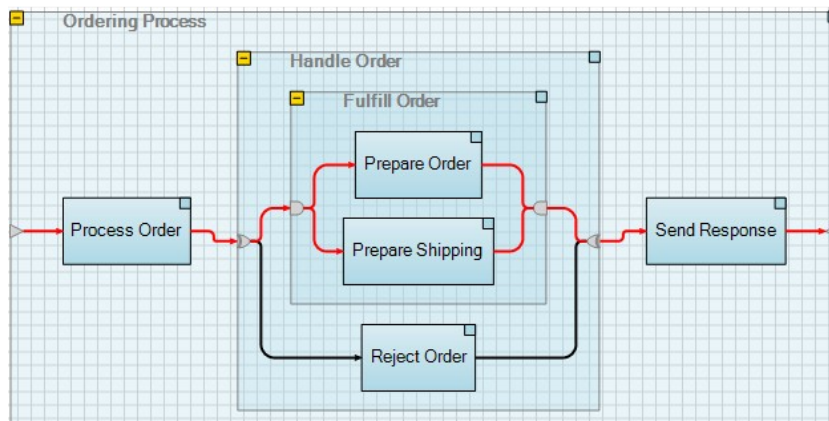 Ordering Process
Handle Order
Fulfill Order
Prepare Order
Process Order
Prepare Shipping
Send Response
Reject Order